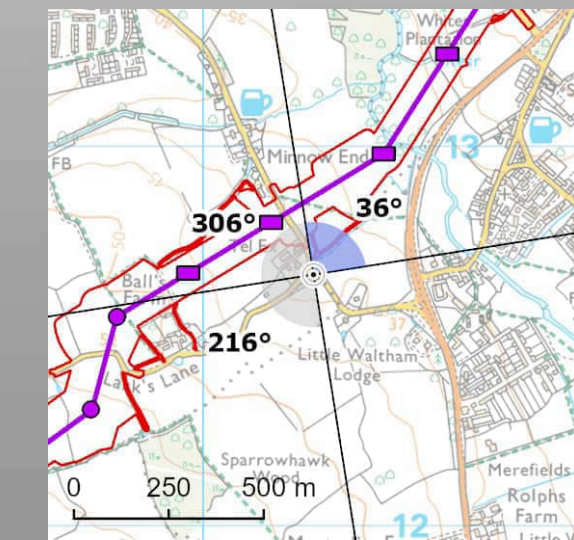 White
Plantation
FB
13
Minnow End
306°
36°
Tel E
Ball's
Farm
37
216°
Little Waltham
Lodge
Lark's Lane
Sparrowhawk
Wood
Merefields
Rolphs
Farm
0 250 500 m
12